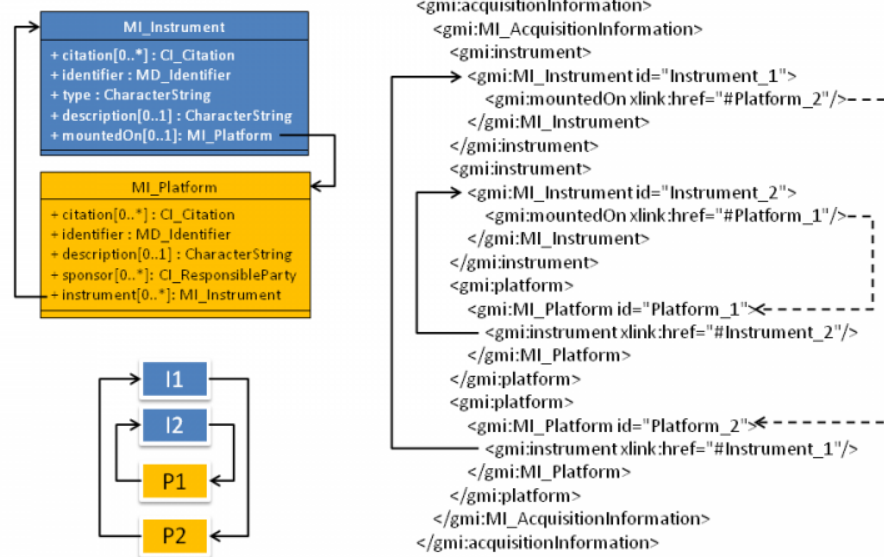 MI_Instrument
+ citation[0..*] : CI_Citation
+ identifier : MD_Identifier
+ type : CharacterString
+ description[0..1] : CharacterString
+ mountedOn[0..1]: MI_Platform
MI_Platform
+ citation[0..*] : CI_Citation
+ identifier : MD_Identifier
+ description[0..1] : CharacterString
+ sponsor[0..*]: CI_ResponsibleParty
+ instrument[0..*]: MI_Instrument
I1
I2
P1
P2
<gmi:acquisitionInformation>
<gmi:MI_AcquisitionInformation>
<gmi:instrument>
<gmi:MI_Instrument id="Instrument_1">
<gmi:mountedOn xlink:href="#Platform_2"/>
</gmi:MI_Instrument>
</gmi:instrument>
<gmi:instrument>
<gmi:MI_Instrument id="Instrument_2">
<gmi:mountedOn xlink:href="#Platform_1"/>
</gmi:MI_Instrument>
</gmi:instrument>
<gmi:platform>
<gmi:MI_Platform id="Platform_1">
<gmi:instrument xlink:href="#Instrument_2"/>
</gmi:MI_Platform>
</gmi:platform>
<gmi:platform>
<gmi:MI_Platform id="Platform_2">
<gmi:instrument xlink:href="#Instrument_1"/>
</gmi:MI_Platform>
</gmi:platform>
</gmi:MI_AcquisitionInformation>
</gmi:acquisitionInformation>